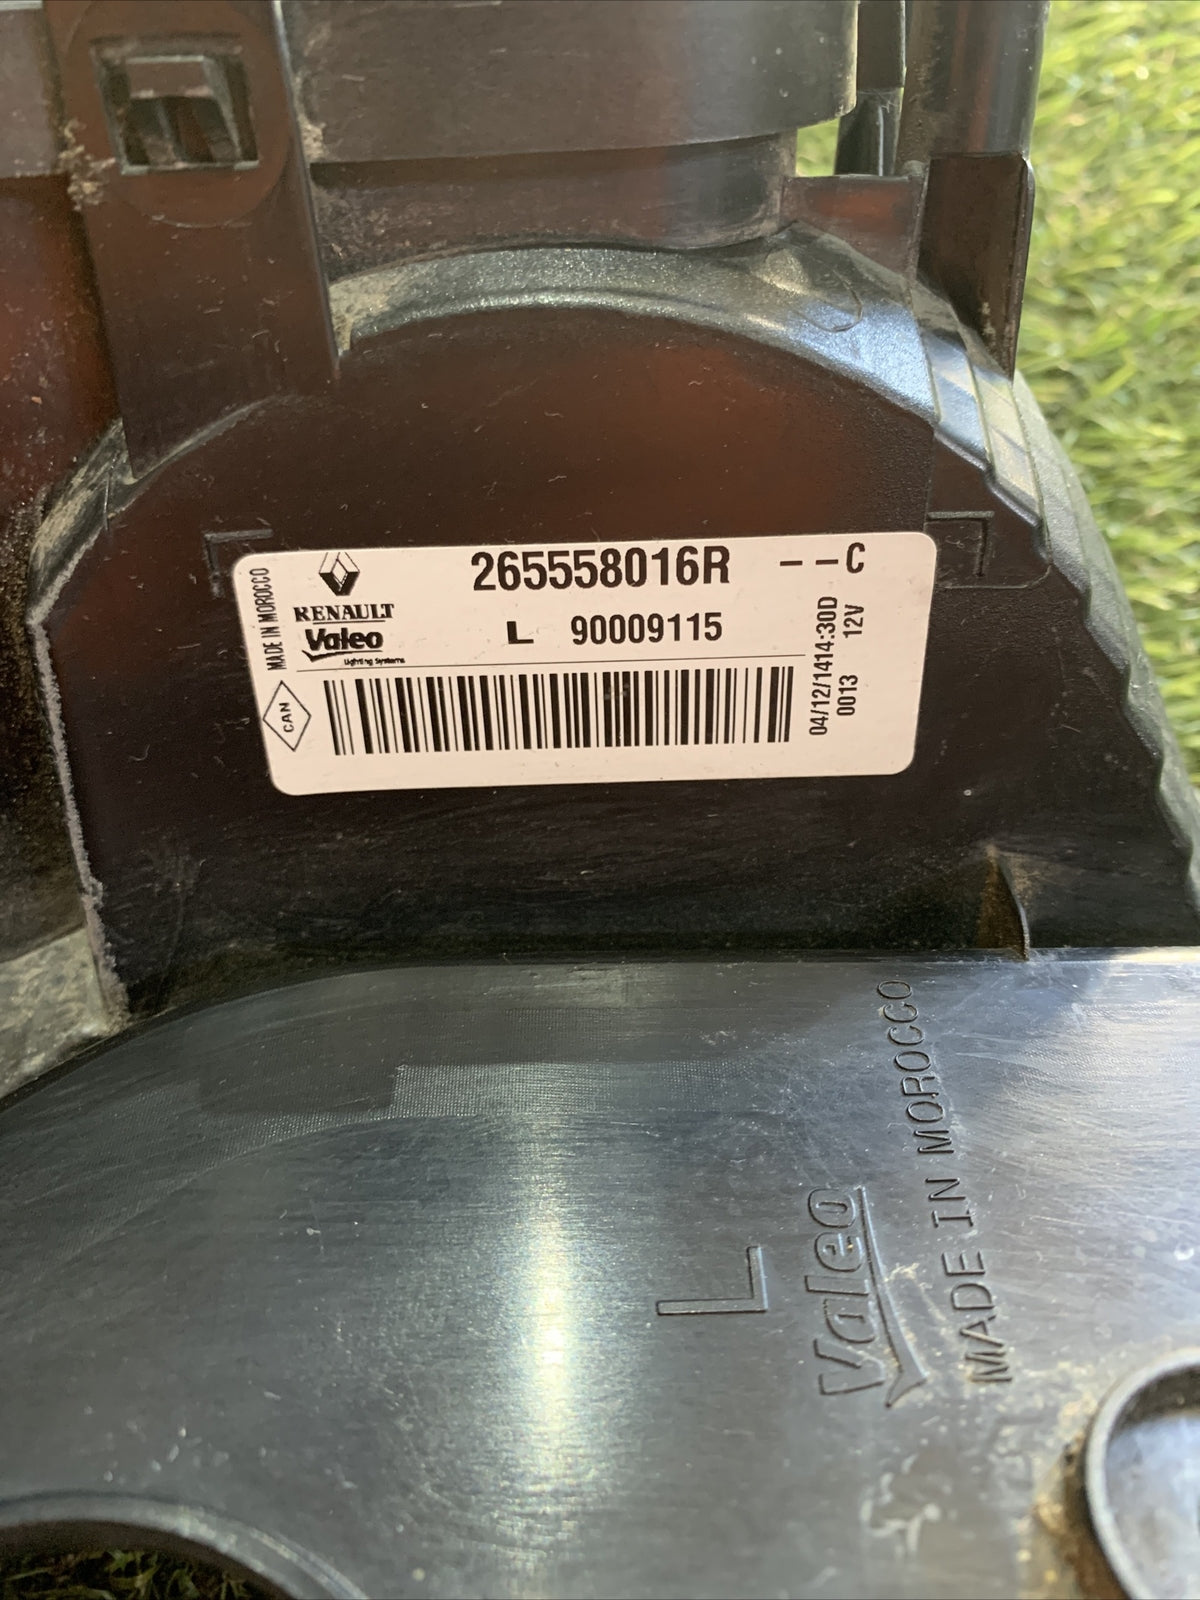 265558016R --C
RENAULT
Valeo
Lighting Systems
L 90009115
MADE IN MOROCCO
CAN
04/12/1414:30D
0013 12V
L
Valeo
MADE IN MOROCCO